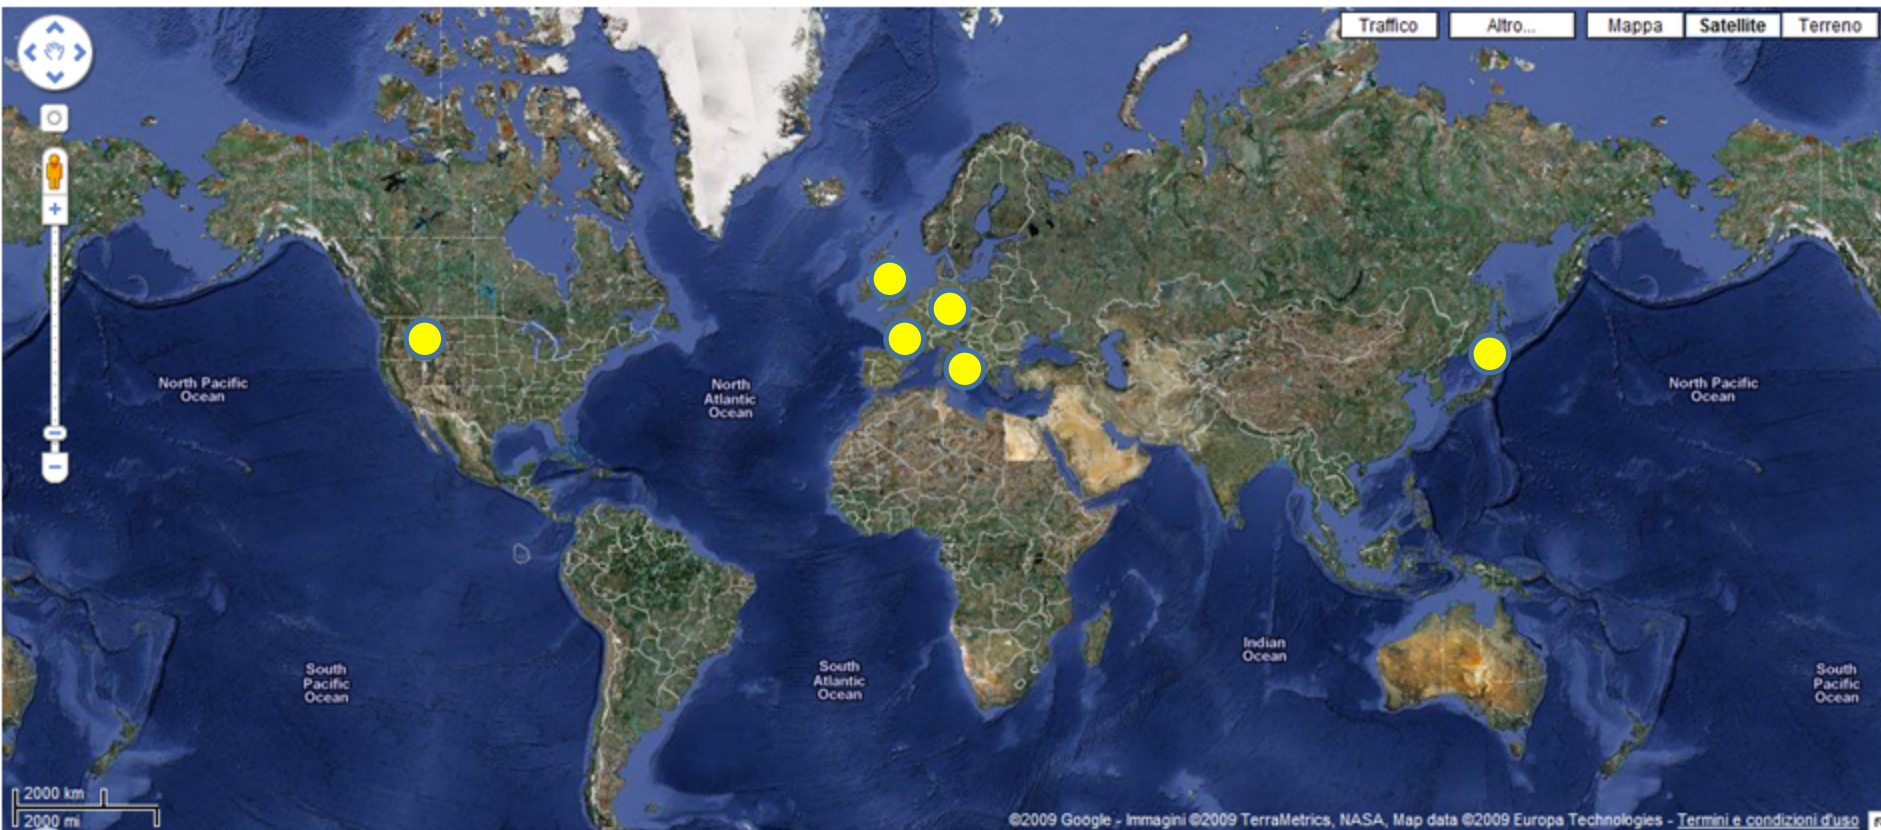 Traffico Altro... Mappa Satellite Terreno
North Pacific
Ocean
North
Atlantic
Ocean
North Pacific
Ocean
South
Pacific
Ocean
South
Atlantic
Ocean
Indian
Ocean
South
Pacific
Ocean
2000 km
2000 mi
©2009 Google - Immagini ©2009 TerraMetrics, NASA, Map data ©2009 Europa Technologies - Termini e condizioni d'uso